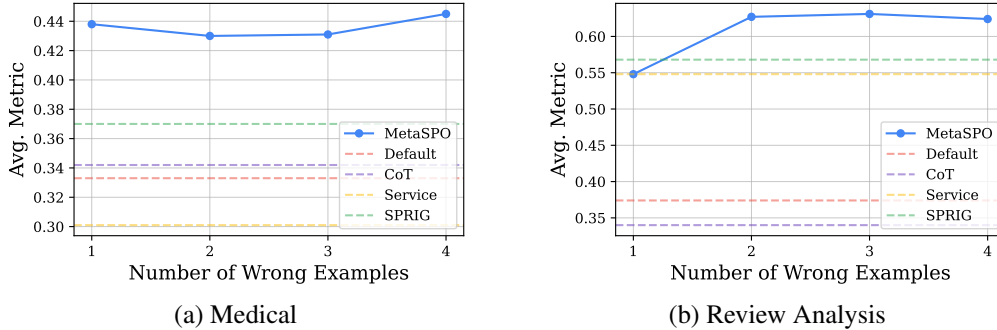 0.44
0.42
0.40
0.38
0.36
0.34
0.32
0.30
Avg. Metric
MetaSPO
Default
CoT
Service
SPRIG
1 2 3 4
Number of Wrong Examples
(a) Medical
0.60
0.55
0.50
0.45
0.40
0.35
Avg. Metric
MetaSPO
Default
CoT
Service
SPRIG
1 2 3 4
Number of Wrong Examples
(b) Review Analysis